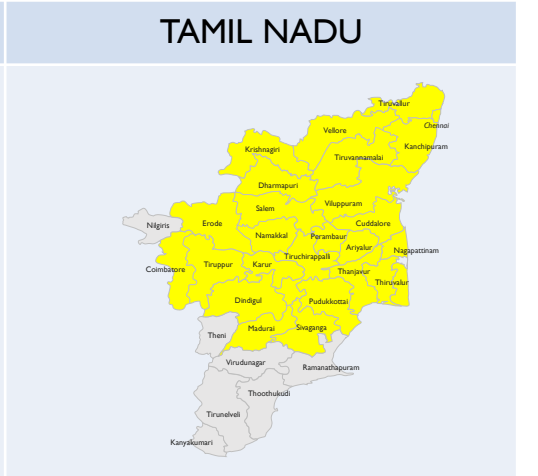 TAMIL NADU
Tiruvallur
Chennai
Vellore
Kanchipuram
Krishnagiri
Tiruvannamalai
Dharmapuri
Viluppuram
Salem
Nilgiris
Erode
Cuddalore
Namakkal
Perambaur
Ariyalur
Nagapattinam
Tiruchirappalli
Coimbatore
Tiruppur
Karur
Thanjavur
Thiruvalur
Dindigul
Pudukkottai
Madurai
Sivaganga
Theni
Virudunagar
Ramanathapuram
Thoothukudi
Tirunelveli
Kanyakumari